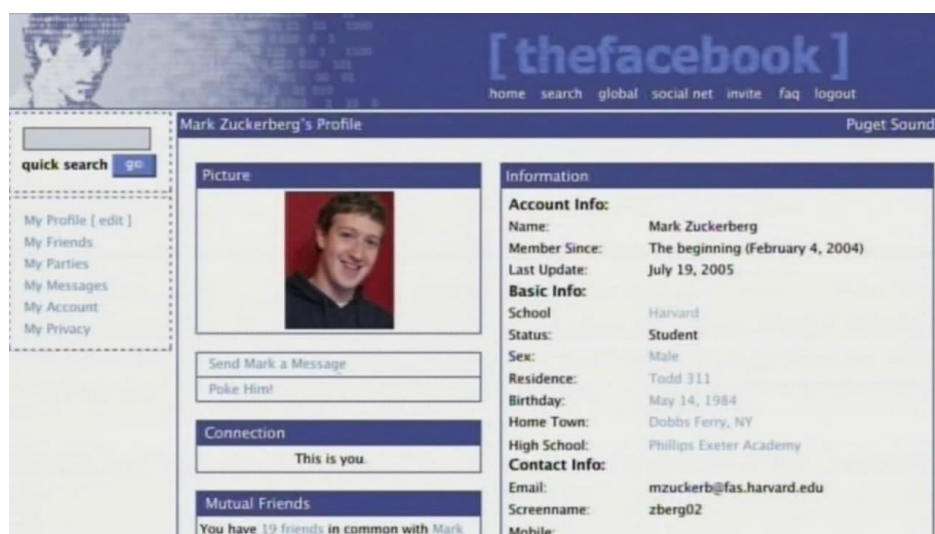 [ thefacebook ]
home search global social net invite faq logout
quick search go
My Profile [ edit ]
My Friends
My Parties
My Messages
My Account
My Privacy
Mark Zuckerberg's Profile Puget Sound
Picture
Send Mark a Message
Poke Him!
Connection
This is you.
Mutual Friends
You have 19 friends in common with Mark
Information
Account Info:
Name: Mark Zuckerberg
Member Since: The beginning (February 4, 2004)
Last Update: July 19, 2005
Basic Info:
School Harvard
Status: Student
Sex: Male
Residence: Todd 311
Birthday: May 14, 1984
Home Town: Dobbs Ferry, NY
High School: Phillips Exeter Academy
Contact Info:
Email: mzuckerb@fas.harvard.edu
Screenname: zberg02
Mobile: